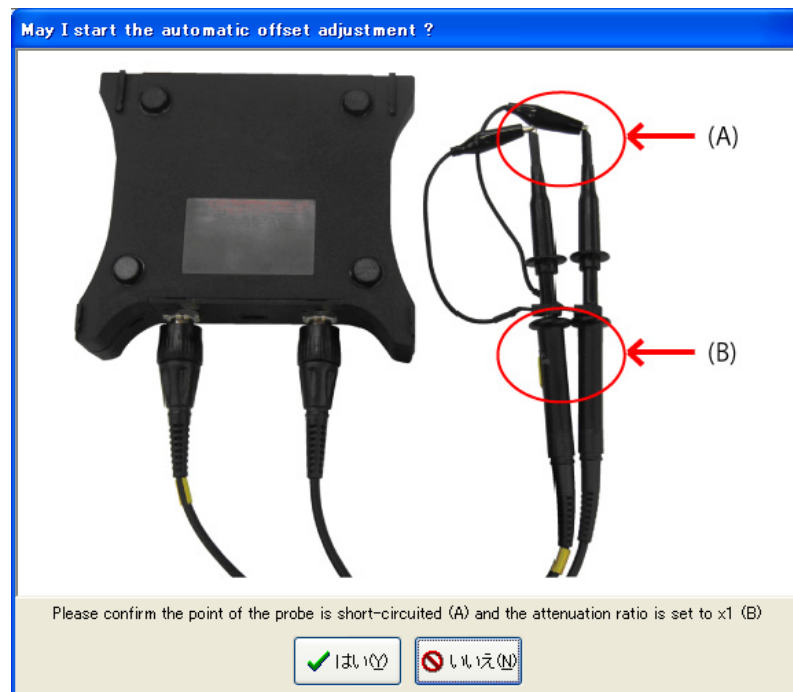 May I start the automatic offset adjustment ?
(A)
(B)
Please confirm the point of the probe is short-circuited (A) and the attenuation ratio is set to x1 (B)
はい(Y)
いいえ(N)